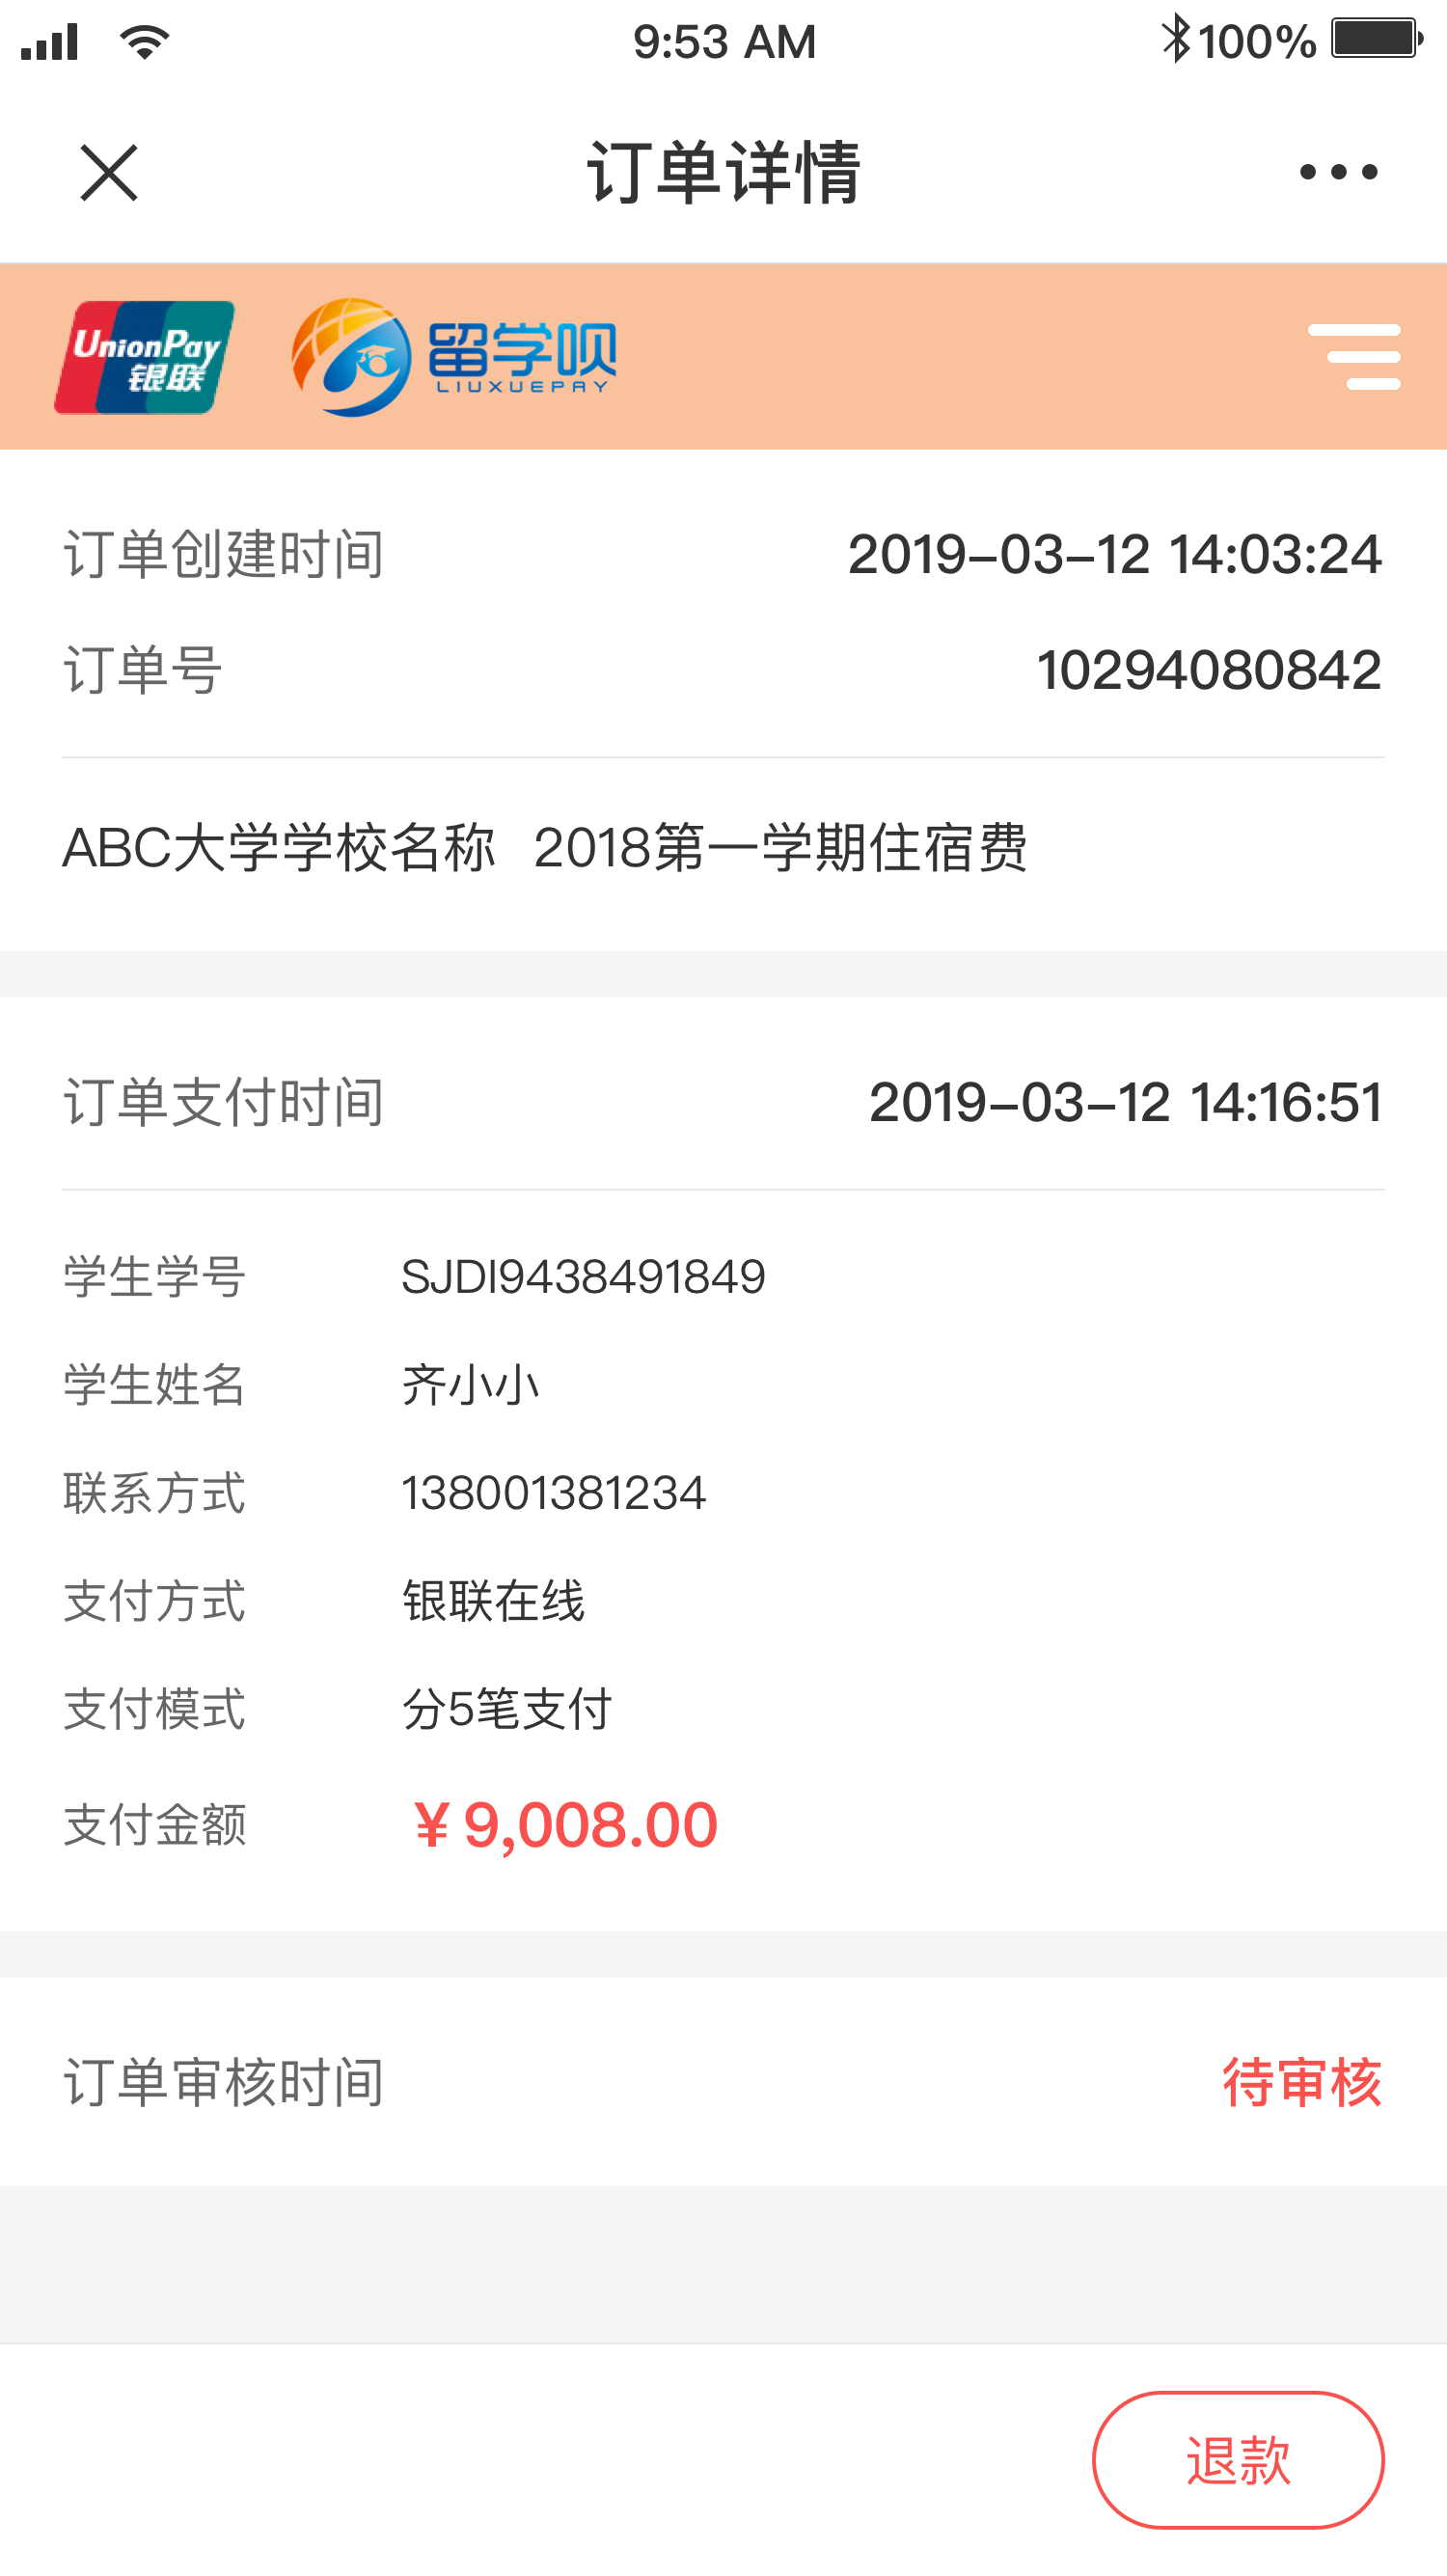 9:53 AM
100%
订单详情
UnionPay
银联
留学呗
LIUXUEPAY
订单创建时间 2019-03-12 14:03:24
订单号 10294080842
ABC大学学校名称 2018第一学期住宿费
订单支付时间 2019-03-12 14:16:51
学生学号 SJDI9438491849
学生姓名 齐小小
联系方式 138001381234
支付方式 银联在线
支付模式 分5笔支付
支付金额 ¥9,008.00
订单审核时间 待审核
退款